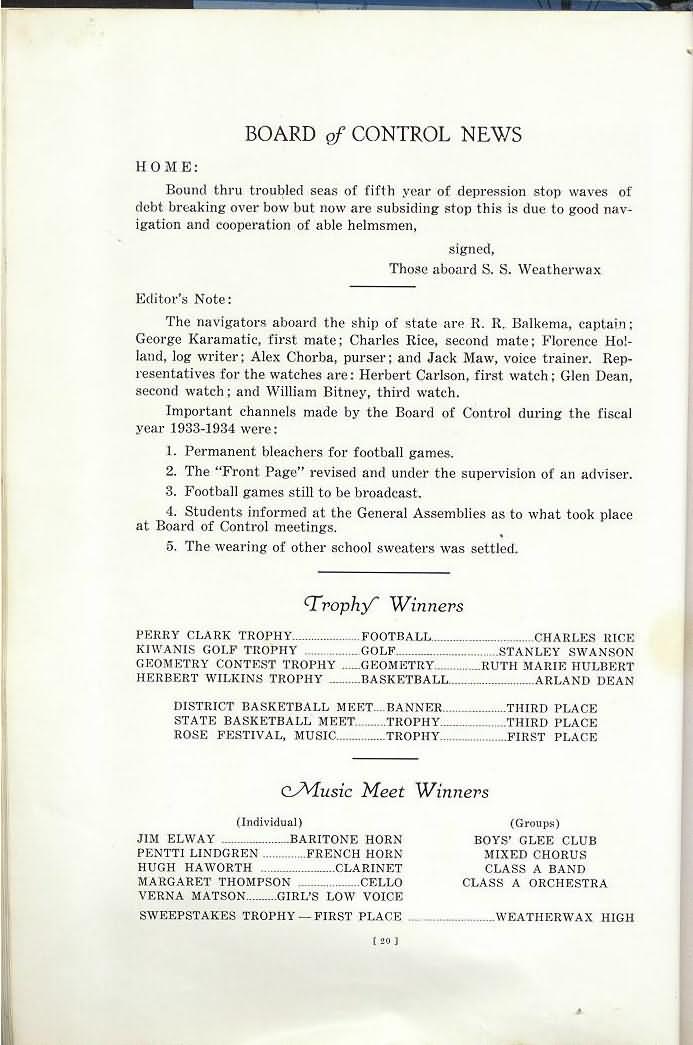 BOARD of CONTROL NEWS
HOME:
Bound thru troubled seas of fifth year of depression stop waves of
debt breaking over bow but now are subsiding stop this is due to good nav-
igation and cooperation of able helmsmen,
signed,
Those aboard S. S. Weatherwax
Editor's Note:
The navigators aboard the ship of state are R. R. Balkema, captain;
George Karamatic, first mate; Charles Rice, second mate; Florence Hol-
land, log writer; Alex Chorba, purser; and Jack Maw, voice trainer. Rep-
resentatives for the watches are: Herbert Carlson, first watch; Glen Dean,
second watch; and William Bitney, third watch.
Important channels made by the Board of Control during the fiscal
year 1933-1934 were:
1. Permanent bleachers for football games.
2. The "Front Page" revised and under the supervision of an adviser.
3. Football games still to be broadcast.
4. Students informed at the General Assemblies as to what took place
at Board of Control meetings.
5. The wearing of other school sweaters was settled.
Trophy Winners
PERRY CLARK TROPHY FOOTBALL CHARLES RICE
KIWANIS GOLF TROPHY GOLF STANLEY SWANSON
GEOMETRY CONTEST TROPHY GEOMETRY RUTH MARIE HULBERT
HERBERT WILKINS TROPHY BASKETBALL ARLAND DEAN
DISTRICT BASKETBALL MEET BANNER THIRD PLACE
STATE BASKETBALL MEET TROPHY THIRD PLACE
ROSE FESTIVAL, MUSIC TROPHY FIRST PLACE
Music Meet Winners
(Individual)
JIM ELWAY BARITONE HORN
PENTTI LINDGREN FRENCH HORN
HUGH HAWORTH CLARINET
MARGARET THOMPSON CELLO
VERNA MATSON GIRL'S LOW VOICE
(Groups)
BOYS' GLEE CLUB
MIXED CHORUS
CLASS A BAND
CLASS A ORCHESTRA
SWEEPSTAKES TROPHY—FIRST PLACE WEATHERWAX HIGH
[ 20 ]